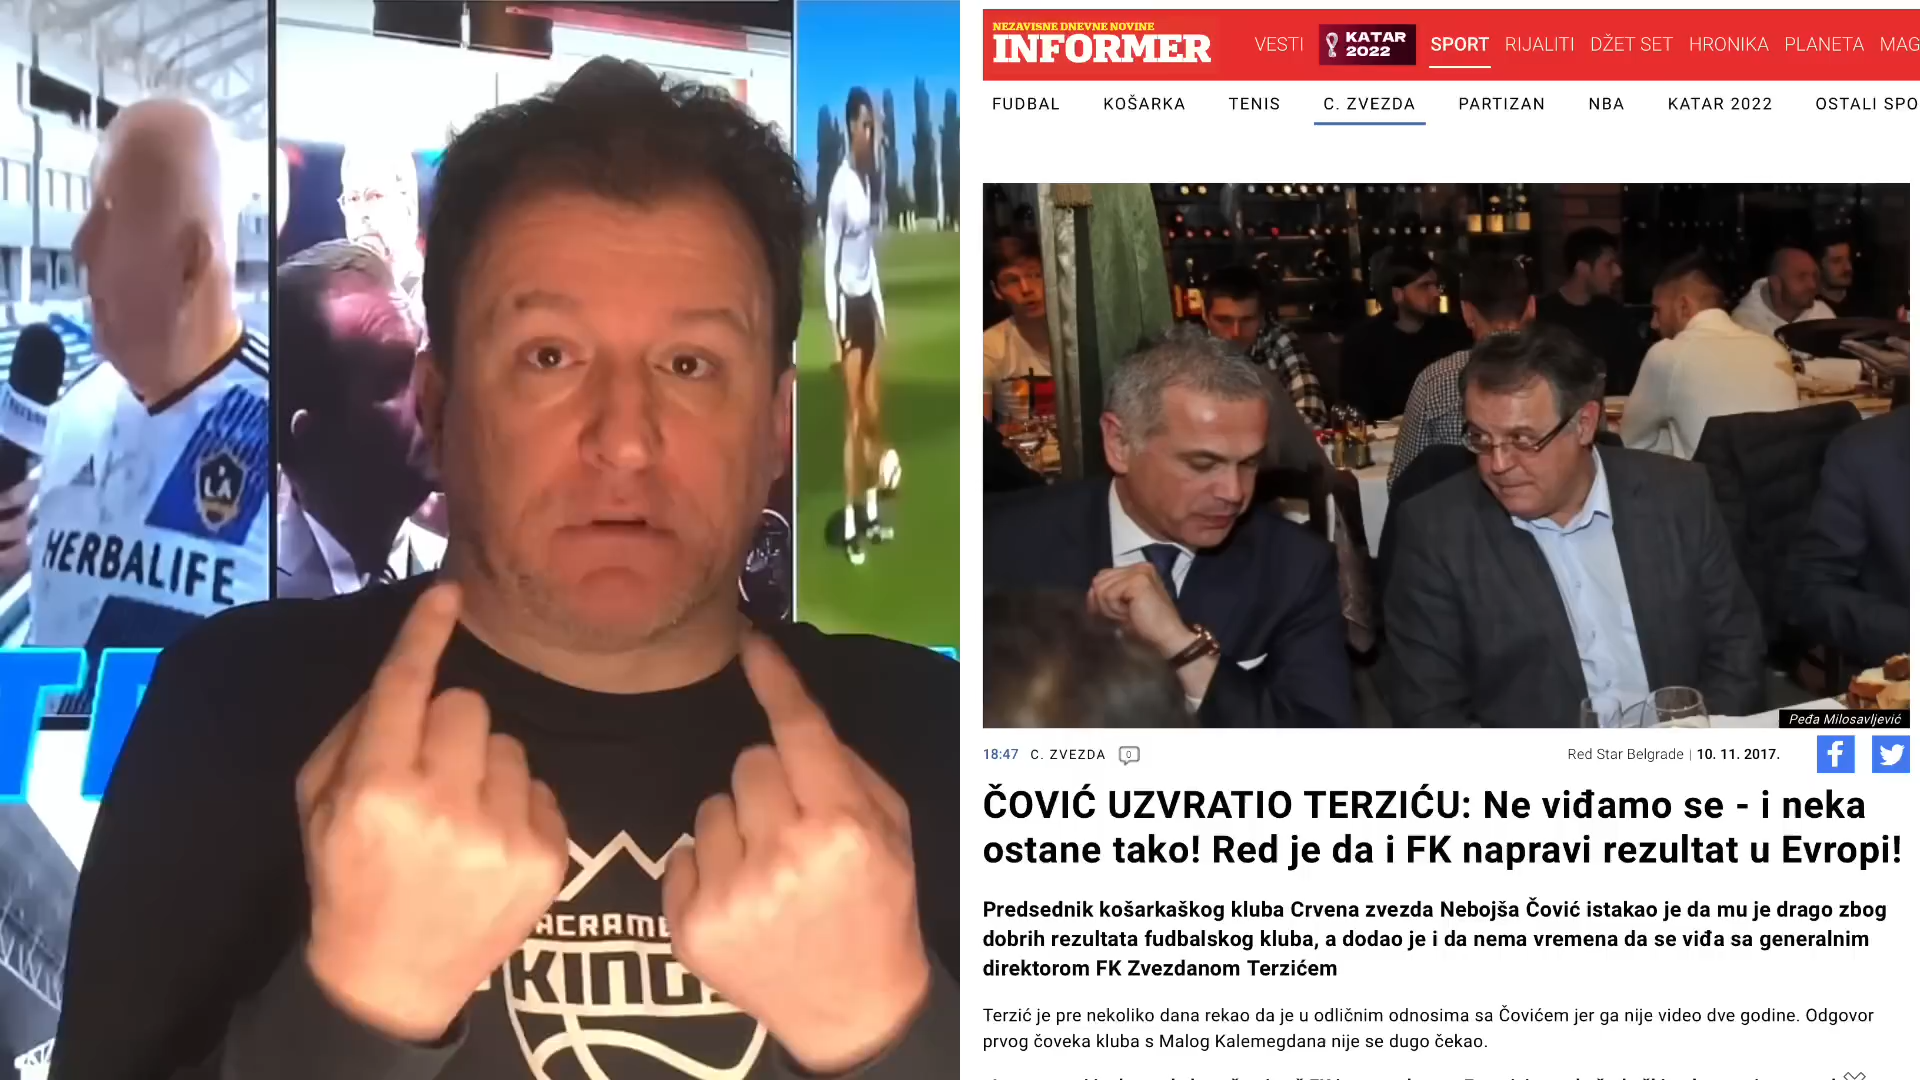 LA
HERBALIFE
SACRAME
KINGS
NEZAVISNE DNEVNE NOVINE
INFORMER
VESTI
KATAR
2022
SPORT
RIJALITI
DŽET SET
HRONIKA
PLANETA
MAG
FUDBAL
KOŠARKA
TENIS
C. ZVEZDA
PARTIZAN
NBA
KATAR 2022
OSTALI SPO
Peđa Milosavljević
18:47 C. ZVEZDA 0
Red Star Belgrade | 10. 11. 2017.
ČOVIĆ UZVRATIO TERZIĆU: Ne viđamo se - i neka
ostane tako! Red je da i FK napravi rezultat u Evropi!
Predsednik košarkaškog kluba Crvena zvezda Nebojša Čović istakao je da mu je drago zbog
dobrih rezultata fudbalskog kluba, a dodao je i da nema vremena da se viđa sa generalnim
direktorom FK Zvezdanom Terzićem
Terzić je pre nekoliko dana rekao da je u odličnim odnosima sa Čovićem jer ga nije video dve godine. Odgovor
prvog čoveka kluba s Malog Kalemegdana nije se dugo čekao.